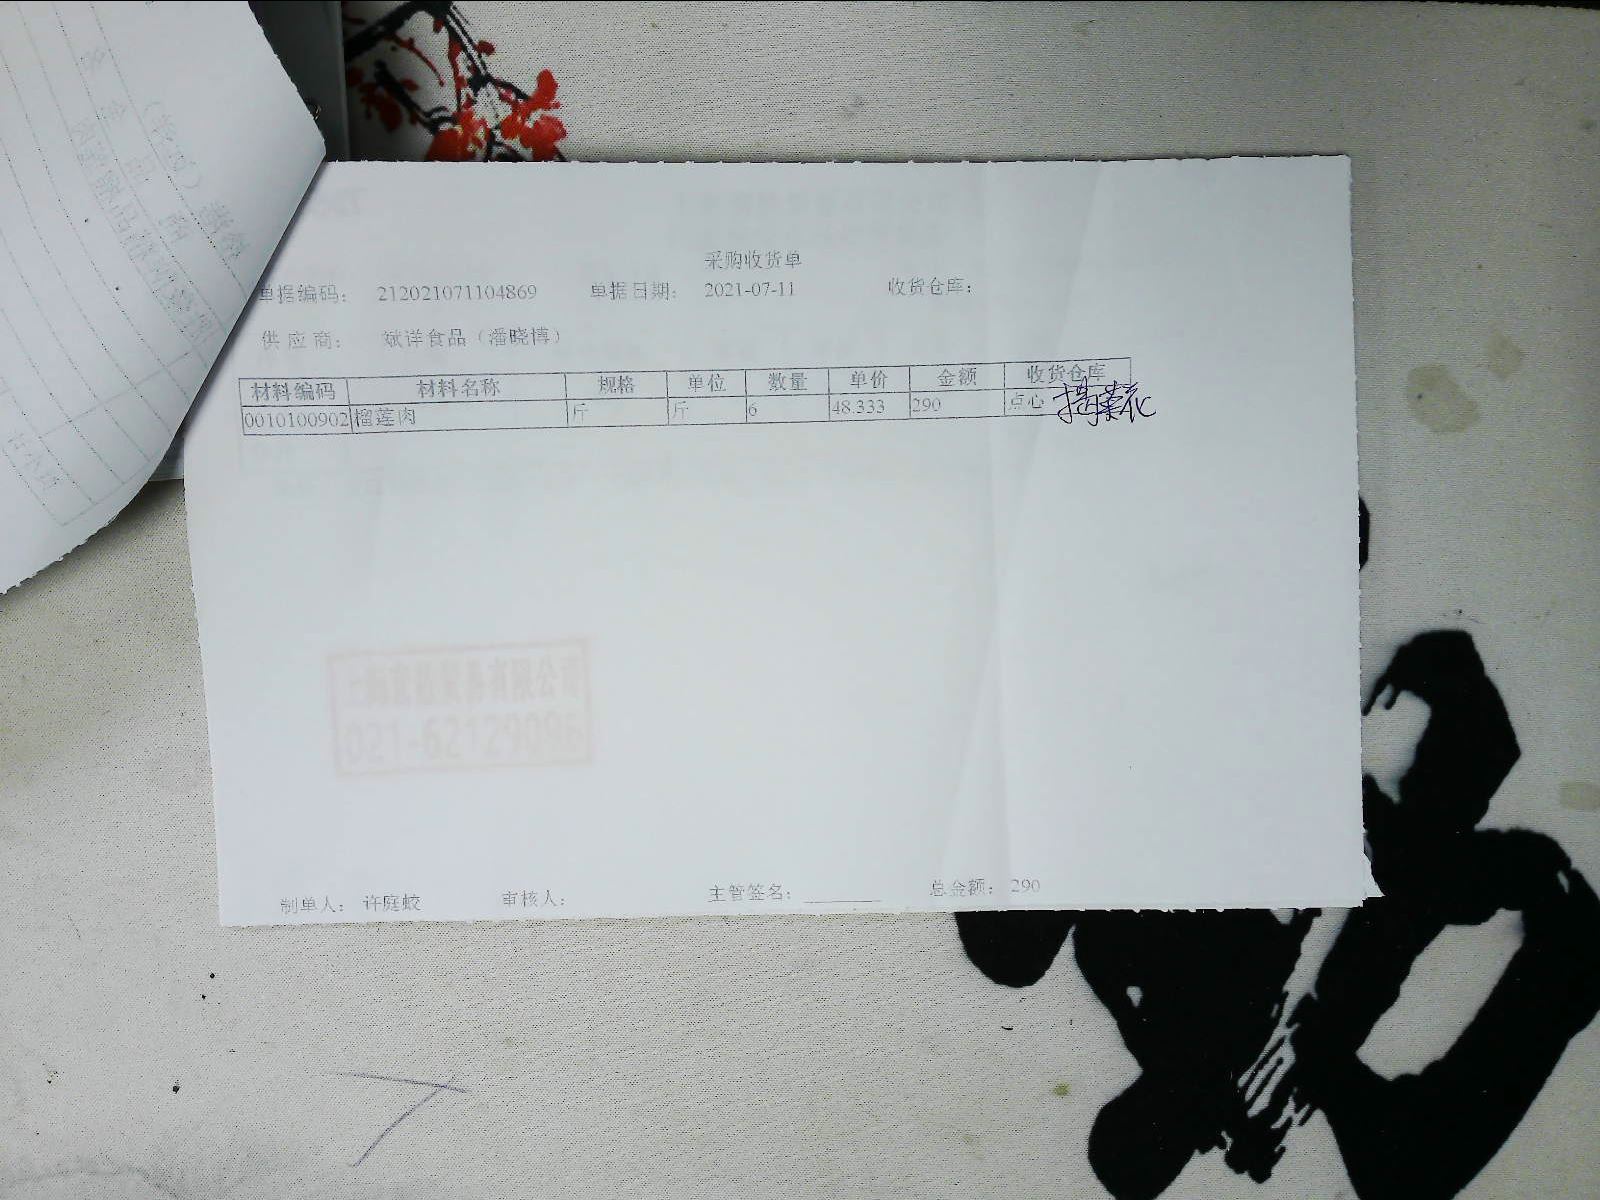 采购收货单
单据编码： 212021071104869 单据日期： 2021-07-11 收货仓库：
供应商： 斌详食品（潘晓博）
材料编码 材料名称 规格 单位 数量 单价 金额 收货仓库
0010100902 榴莲肉 斤 斤 6 48.333 290 点心
有限公司
021-62129096
制单人： 许庭蛟 审核人： 主管签名： 总金额： 290